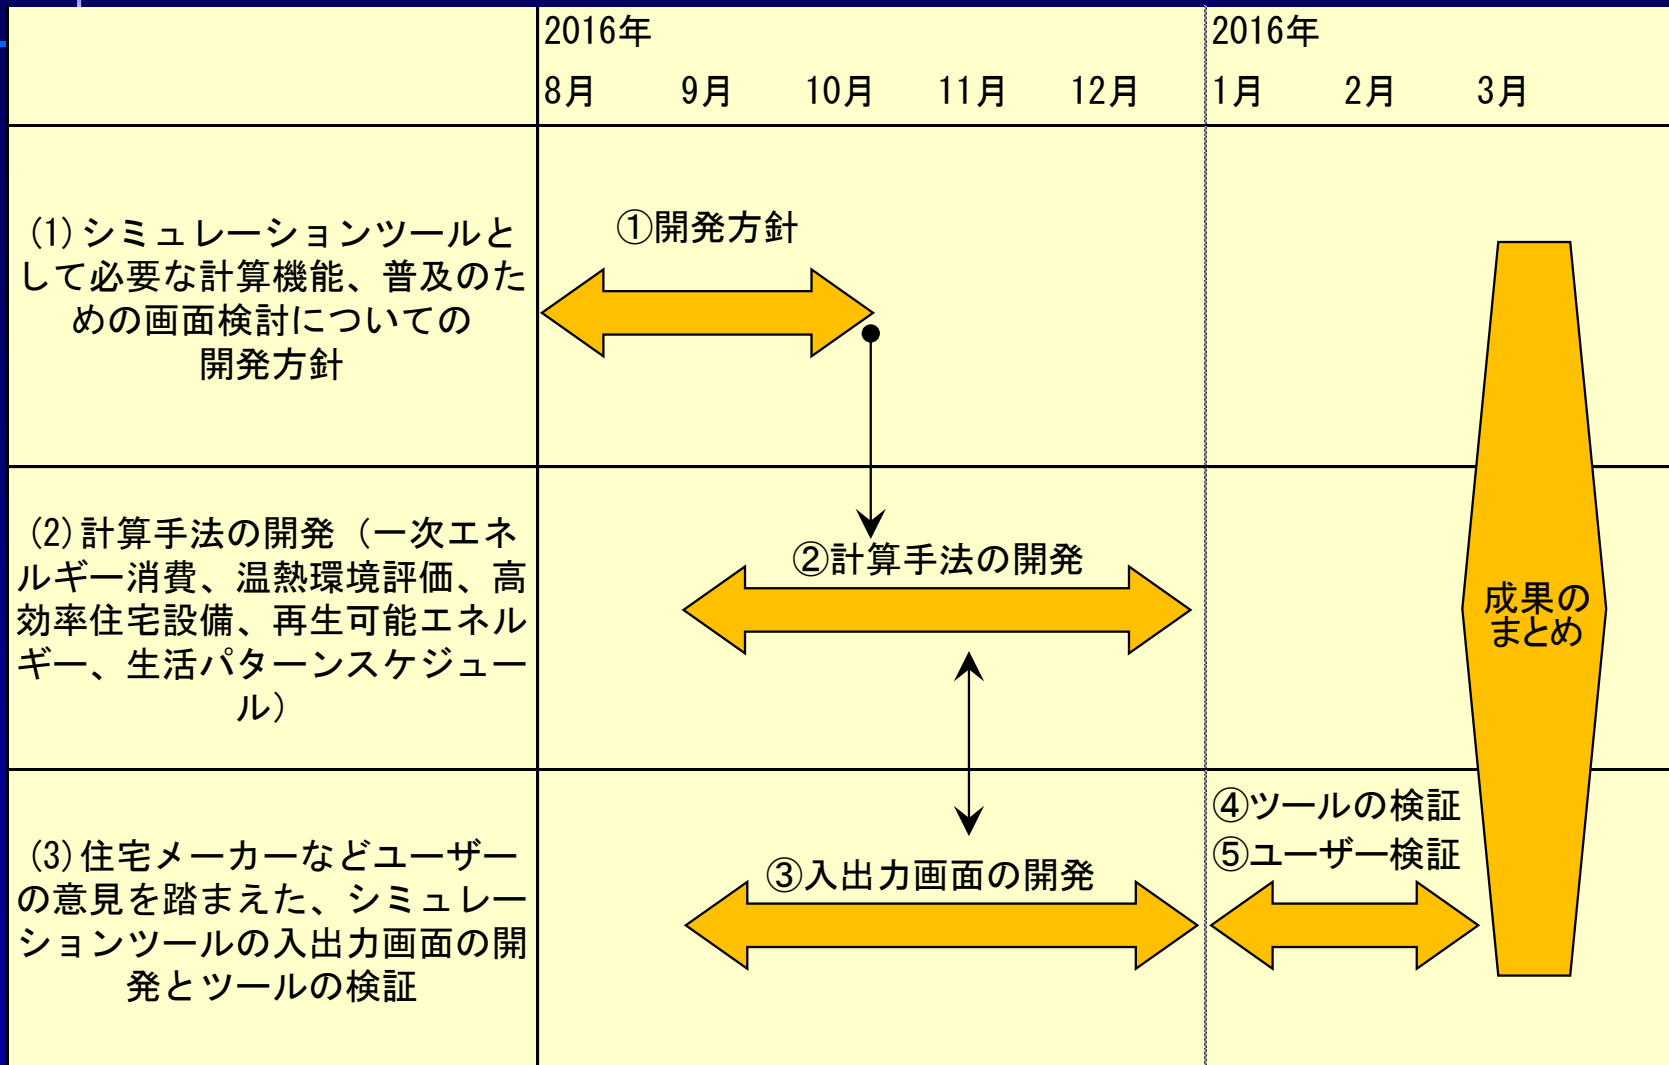 2016年
2016年
8月 9月 10月 11月 12月 1月 2月 3月
(1)シミュレーションツールと
して必要な計算機能、普及のた
めの画面検討についての
開発方針
①開発方針
(2)計算手法の開発（一次エネ
ルギー消費、温熱環境評価、高
効率住宅設備、再生可能エネル
ギー、生活パターンスケジュー
ル）
②計算手法の開発
成果の
まとめ
(3)住宅メーカーなどユーザー
の意見を踏まえた、シミュレー
ションツールの入出力画面の開
発とツールの検証
③入出力画面の開発
④ツールの検証
⑤ユーザー検証